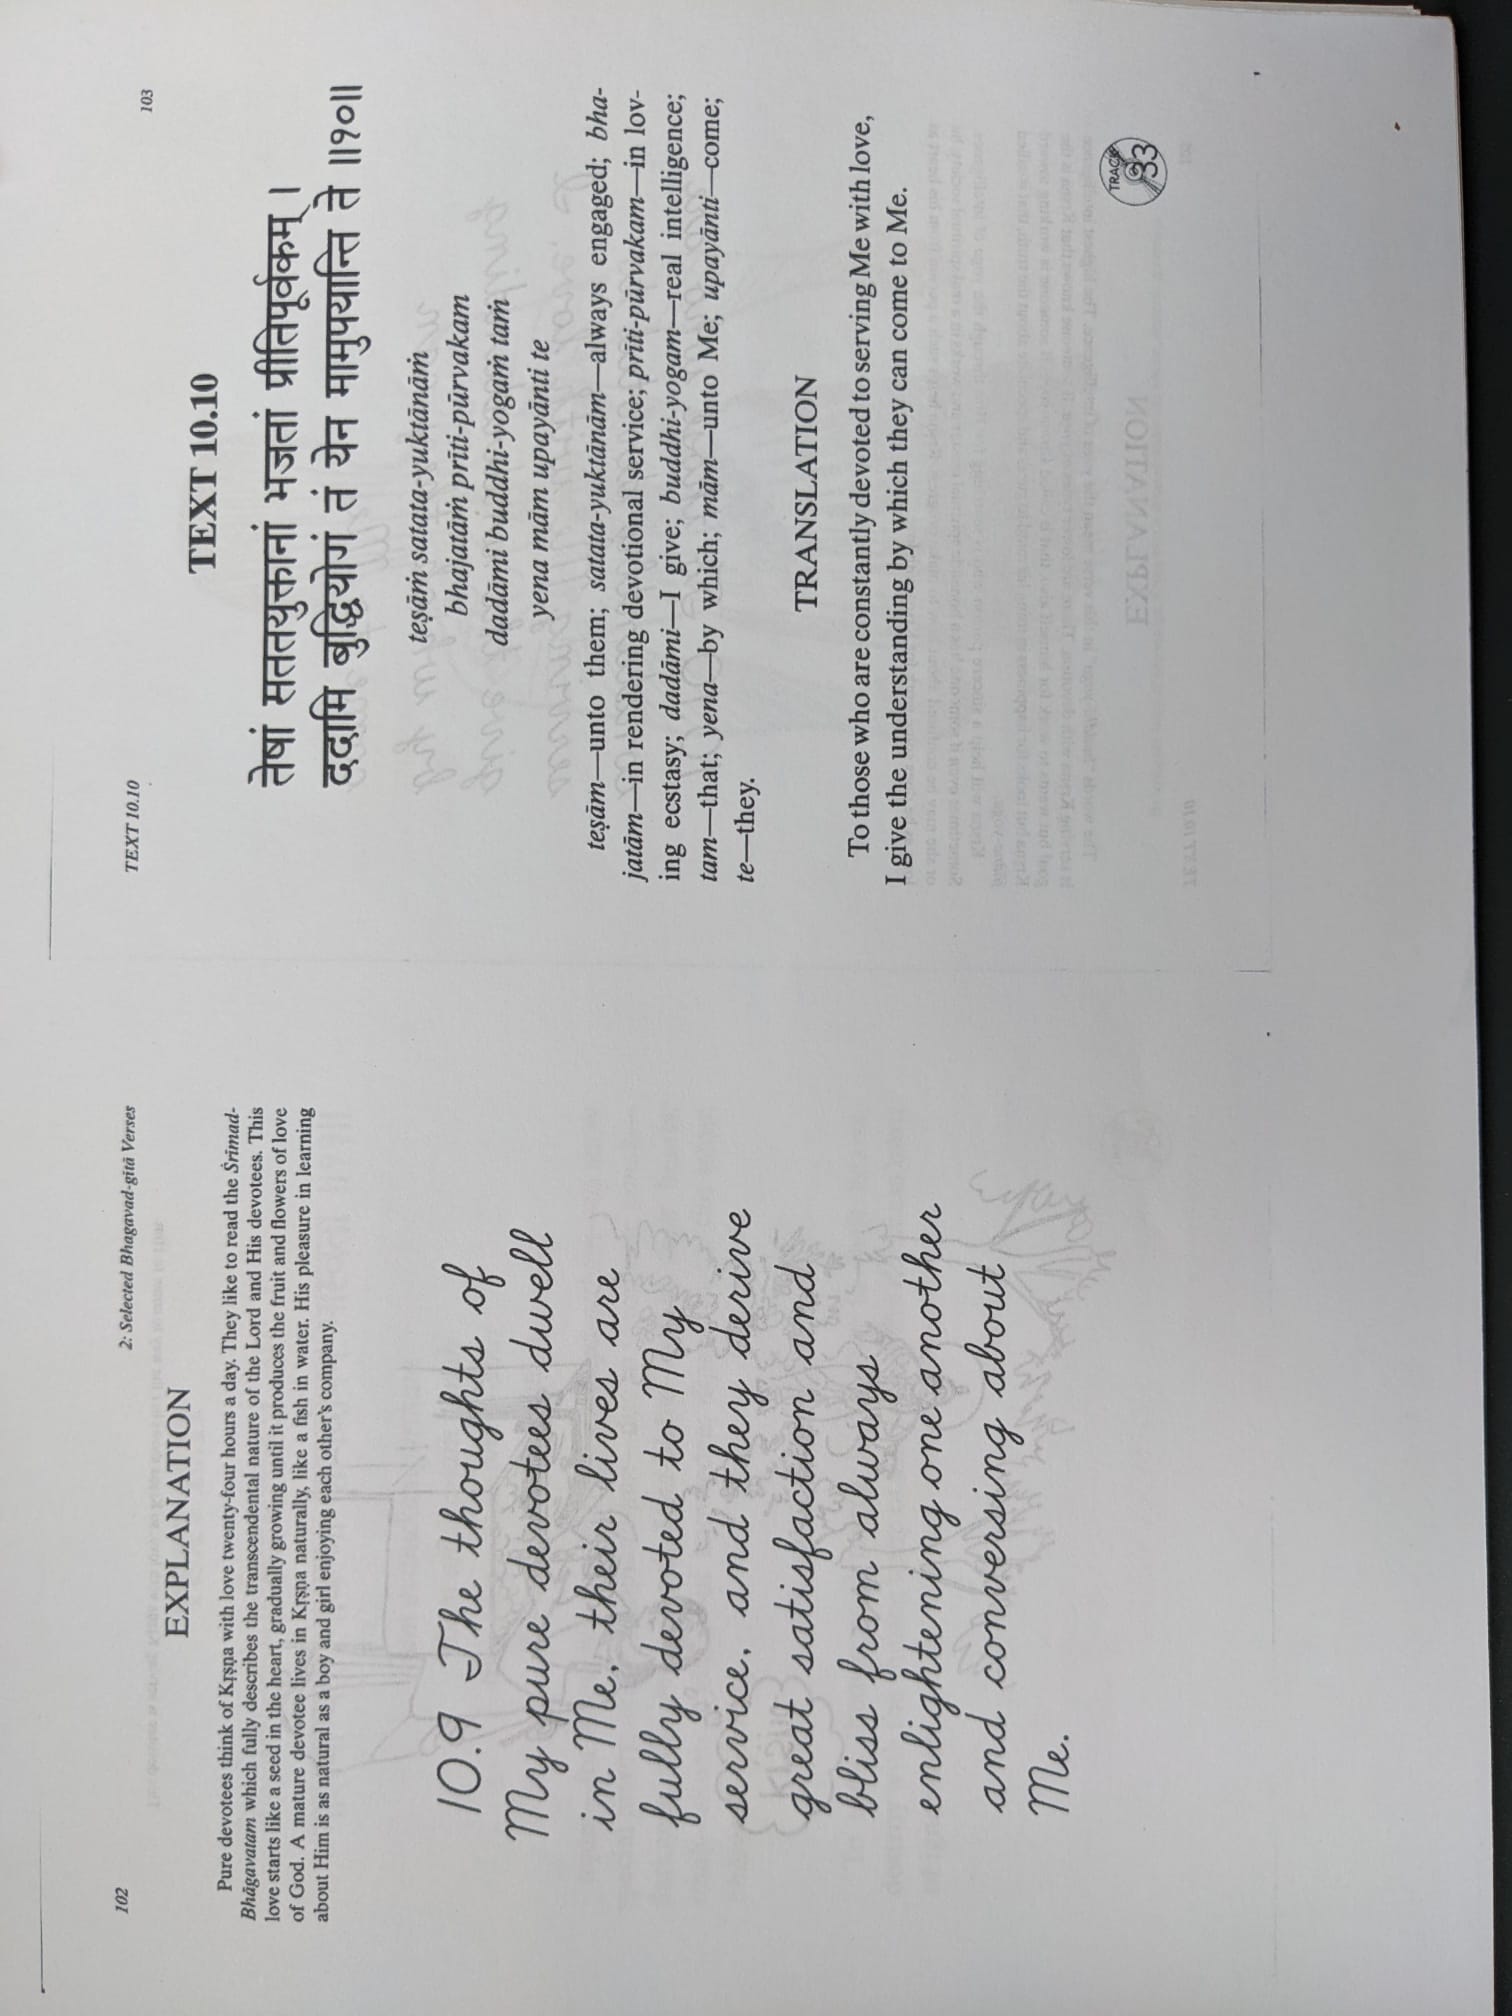 102
2: Selected Bhagavad-gītā Verses
EXPLANATION
Pure devotees think of Kṛṣṇa with love twenty-four hours a day. They like to read the Śrīmad-
Bhāgavatam which fully describes the transcendental nature of the Lord and His devotees. This
love starts like a seed in the heart, gradually growing until it produces the fruit and flowers of love
of God. A mature devotee lives in Kṛṣṇa naturally, like a fish in water. His pleasure in learning
about Him is as natural as a boy and girl enjoying each other's company.
10.9 The thoughts of
My pure devotees dwell
in Me, their lives are
fully devoted to My
service, and they derive
great satisfaction and
bliss from always
enlightening one another
and conversing about
Me.
TEXT 10.10
103
TEXT 10.10
तेषां सततयुक्तानां भजतां प्रीतिपूर्वकम् ।
ददामि बुद्धियोगं तं येन मामुपयान्ति ते ॥१०॥
teṣāṁ satata-yuktānāṁ
bhajatāṁ prīti-pūrvakam
dadāmi buddhi-yogaṁ taṁ
yena mām upayānti te
teṣām—unto them; satata-yuktānām—always engaged; bha-
jatām—in rendering devotional service; prīti-pūrvakam—in lov-
ing ecstasy; dadāmi—I give; buddhi-yogam—real intelligence;
tam—that; yena—by which; mām—unto Me; upayānti—come;
te—they.
TRANSLATION
To those who are constantly devoted to serving Me with love,
I give the understanding by which they can come to Me.
TRACK
33